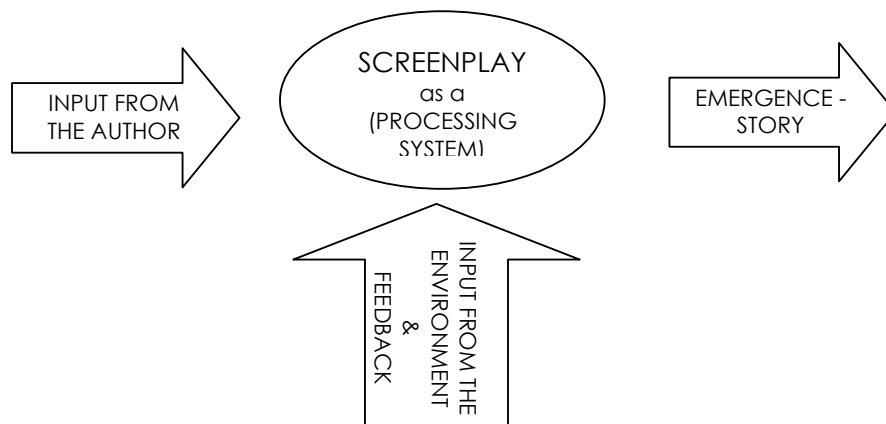 INPUT FROM
THE AUTHOR
SCREENPLAY
as a
(PROCESSING
SYSTEM)
EMERGENCE -
STORY
INPUT FROM THE
ENVIRONMENT
&
FEEDBACK